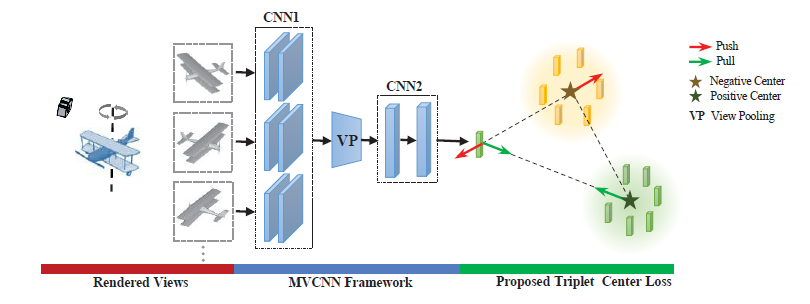 CNN1
CNN2
VP
Push
Pull
Negative Center
Positive Center
VP View Pooling
Rendered Views
MVCNN Framework
Proposed Triplet Center Loss